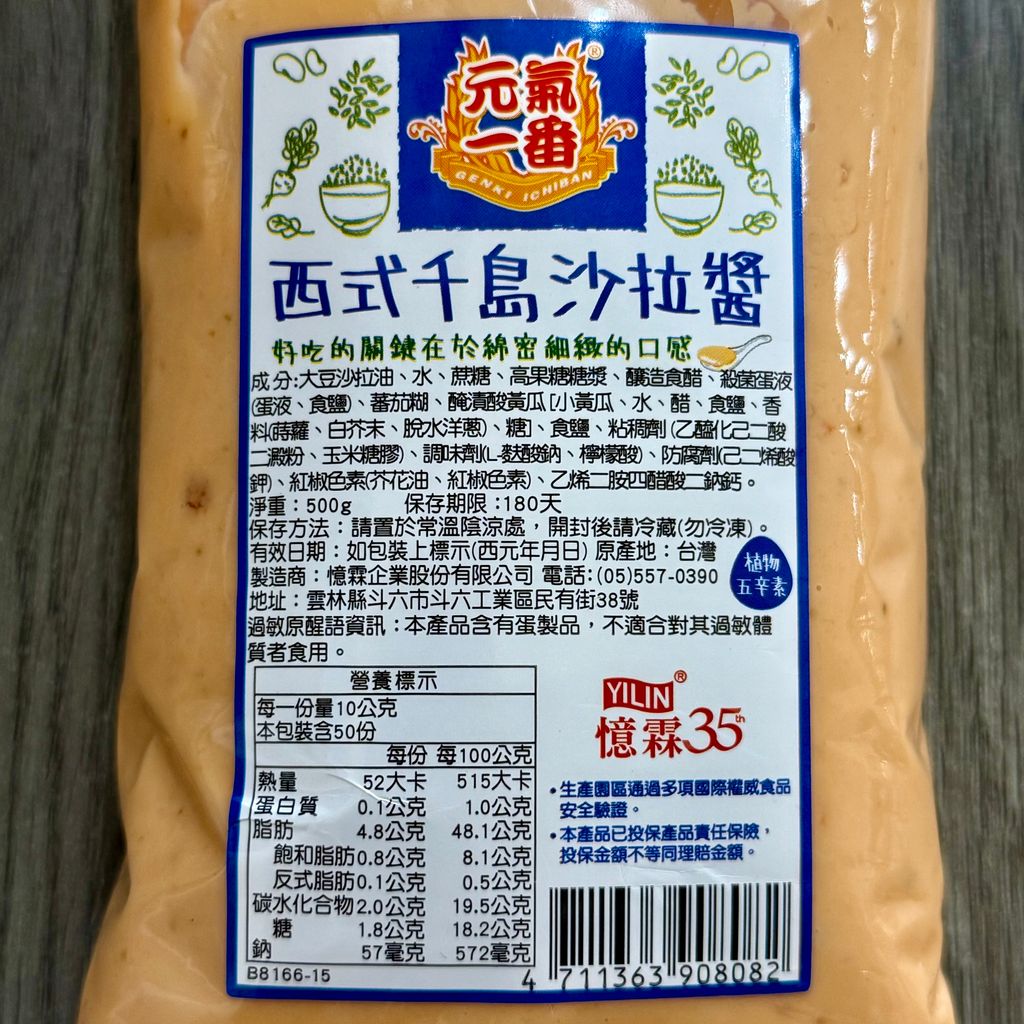 元氣
一番
®
GENKI ICHIBAN
西式千島沙拉醬
好吃的關鍵在於綿密細緻的口感
成分:大豆沙拉油、水、蔗糖、高果糖糖漿、釀造食醋、殺菌蛋液
(蛋液、食鹽)、蕃茄糊、醃漬酸黃瓜[小黃瓜、水、醋、食鹽、香
料(蒔蘿、白芥末、脫水洋蔥)、糖]、食鹽、粘稠劑(乙醯化己二酸
二澱粉、玉米糖膠)、調味劑(L-麩酸鈉、檸檬酸)、防腐劑(己二烯酸
鉀)、紅椒色素(芥花油、紅椒色素)、乙烯二胺四醋酸二鈉鈣。
淨重：500g 保存期限：180天
保存方法：請置於常溫陰涼處，開封後請冷藏(勿冷凍)。
有效日期：如包裝上標示(西元年月日) 原產地：台灣
製造商：憶霖企業股份有限公司 電話:(05)557-0390
地址：雲林縣斗六市斗六工業區民有街38號
過敏原醒語資訊：本產品含有蛋製品，不適合對其過敏體
質者食用。
植物
五辛素
營養標示
每一份量10公克
本包裝含50份
每份 每100公克
熱量 52大卡 515大卡
蛋白質 0.1公克 1.0公克
脂肪 4.8公克 48.1公克
飽和脂肪0.8公克 8.1公克
反式脂肪0.1公克 0.5公克
碳水化合物2.0公克 19.5公克
糖 1.8公克 18.2公克
鈉 57毫克 572毫克
B8166-15
YILIN®
憶霖35th
•生產園區通過多項國際權威食品
安全驗證。
•本產品已投保產品責任保險，
投保金額不等同理賠金額。
4 711363 908082